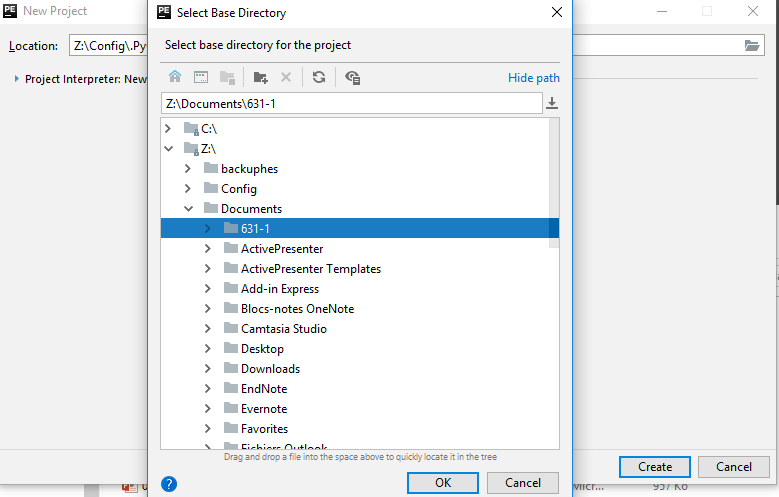 PE New Project
Location: Z:\Config\.Py
Project Interpreter: New
PE Select Base Directory
Select base directory for the project
Hide path
Z:\Documents\631-1
C:\
Z:\
backuphes
Config
Documents
631-1
ActivePresenter
ActivePresenter Templates
Add-in Express
Blocs-notes OneNote
Camtasia Studio
Desktop
Downloads
EndNote
Evernote
Favorites
Fichiers Outlook
Drag and drop a file into the space above to quickly locate it in the tree
? OK Cancel
Create Cancel
Micr... 957 Ko